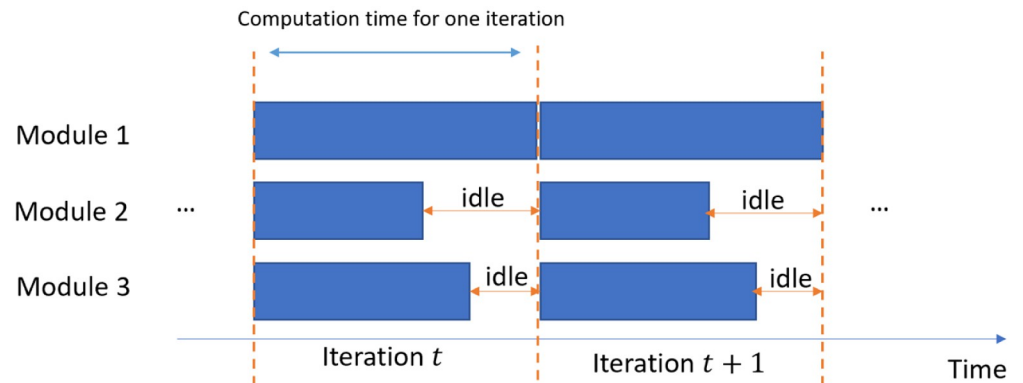 Computation time for one iteration
Module 1
Module 2
...
idle
idle
...
Module 3
idle
idle
Iteration t
Iteration t + 1
Time